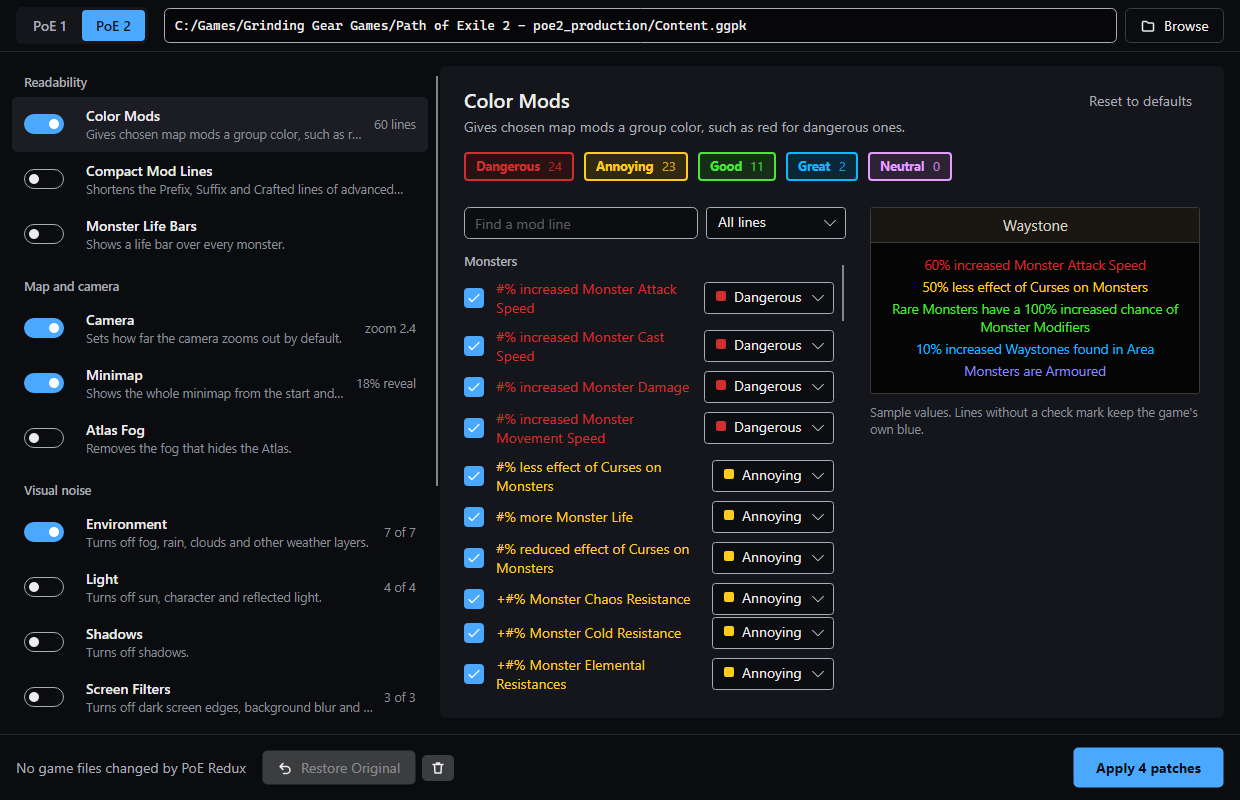 PoE 1
PoE 2
C:/Games/Grinding Gear Games/Path of Exile 2 - poe2_production/Content.ggpk
Browse
Readability
Color Mods
Gives chosen map mods a group color, such as r...
60 lines
Compact Mod Lines
Shortens the Prefix, Suffix and Crafted lines of advanced...
Monster Life Bars
Shows a life bar over every monster.
Map and camera
Camera
Sets how far the camera zooms out by default.
zoom 2.4
Minimap
Shows the whole minimap from the start and...
18% reveal
Atlas Fog
Removes the fog that hides the Atlas.
Visual noise
Environment
Turns off fog, rain, clouds and other weather layers.
7 of 7
Light
Turns off sun, character and reflected light.
4 of 4
Shadows
Turns off shadows.
Screen Filters
Turns off dark screen edges, background blur and ...
3 of 3
Color Mods
Reset to defaults
Gives chosen map mods a group color, such as red for dangerous ones.
Dangerous 24
Annoying 23
Good 11
Great 2
Neutral 0
Find a mod line
All lines
Monsters
#% increased Monster Attack
Speed
Dangerous
#% increased Monster Cast
Speed
Dangerous
#% increased Monster Damage
Dangerous
#% increased Monster
Movement Speed
Dangerous
#% less effect of Curses on
Monsters
Annoying
#% more Monster Life
Annoying
#% reduced effect of Curses on
Monsters
Annoying
+#% Monster Chaos Resistance
Annoying
+#% Monster Cold Resistance
Annoying
+#% Monster Elemental
Resistances
Annoying
Waystone
60% increased Monster Attack Speed
50% less effect of Curses on Monsters
Rare Monsters have a 100% increased chance of
Monster Modifiers
10% increased Waystones found in Area
Monsters are Armoured
Sample values. Lines without a check mark keep the game's
own blue.
No game files changed by PoE Redux
Restore Original
Apply 4 patches